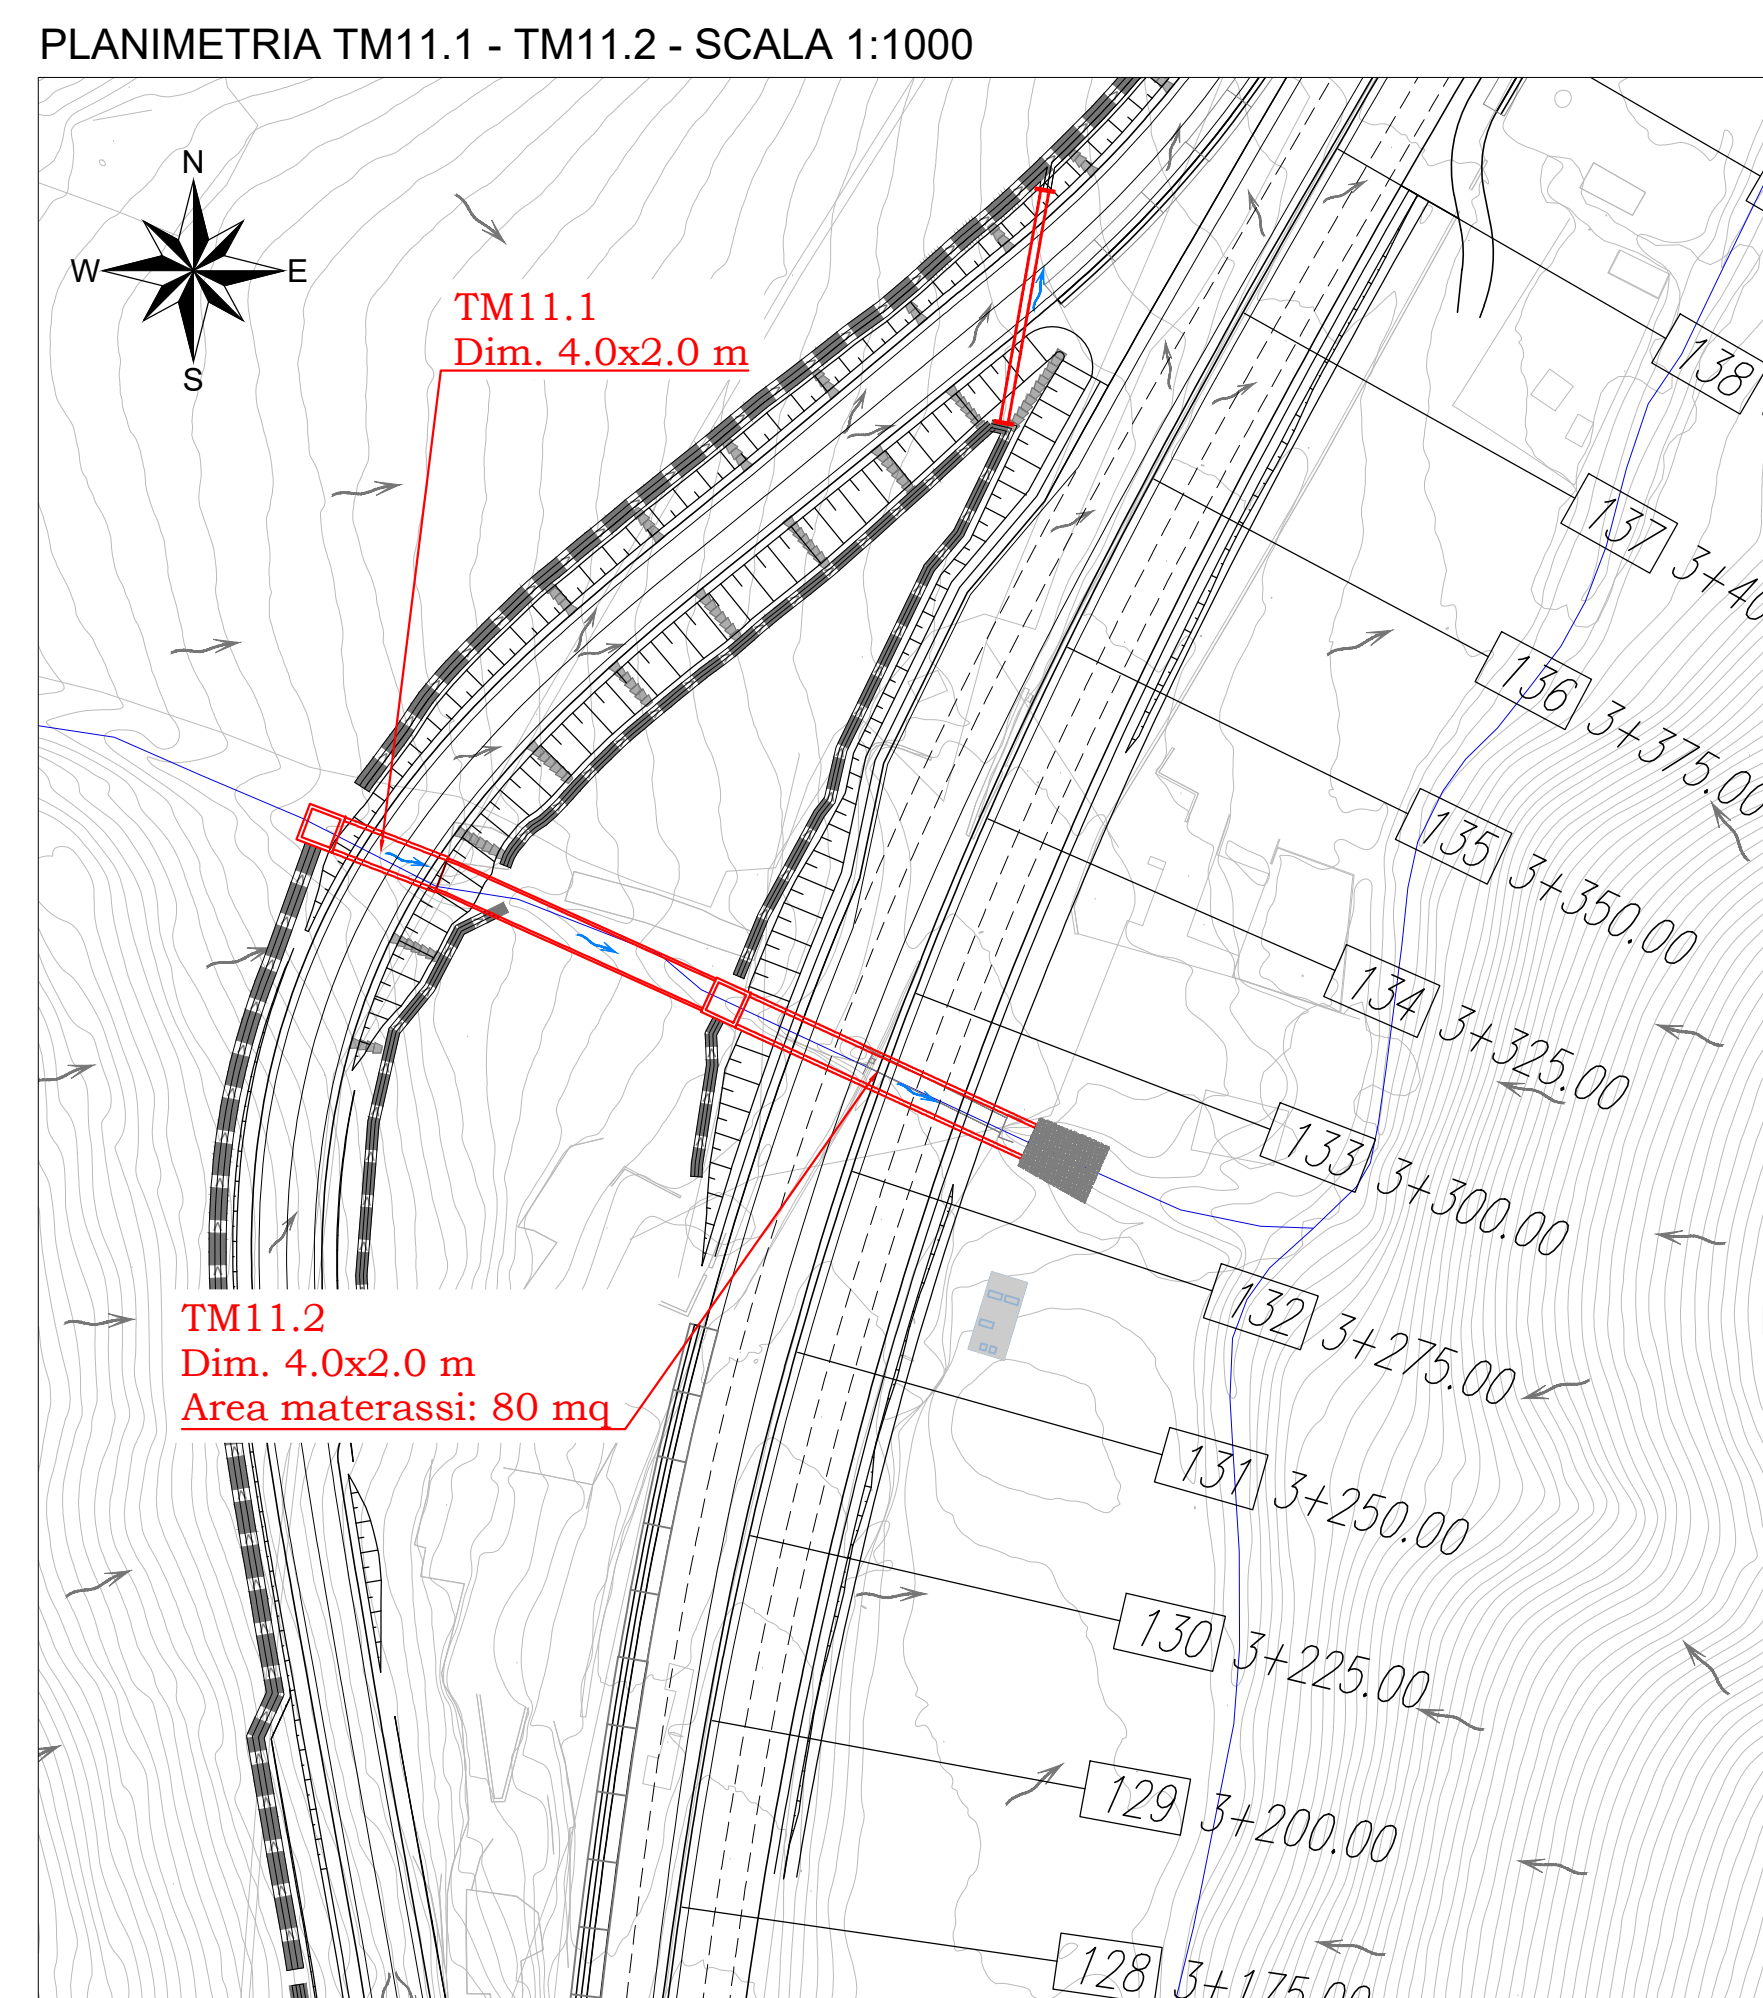 PLANIMETRIA TM11.1 - TM11.2 - SCALA 1:1000
N
W
E
S
TM11.1
Dim. 4.0x2.0 m
138
137
136 3+375.00
135 3+350.00
134 3+325.00
133 3+300.00
132 3+275.00
TM11.2
Dim. 4.0x2.0 m
Area materassi: 80 mq
131 3+250.00
130 3+225.00
129 3+200.00
128 3+175.00